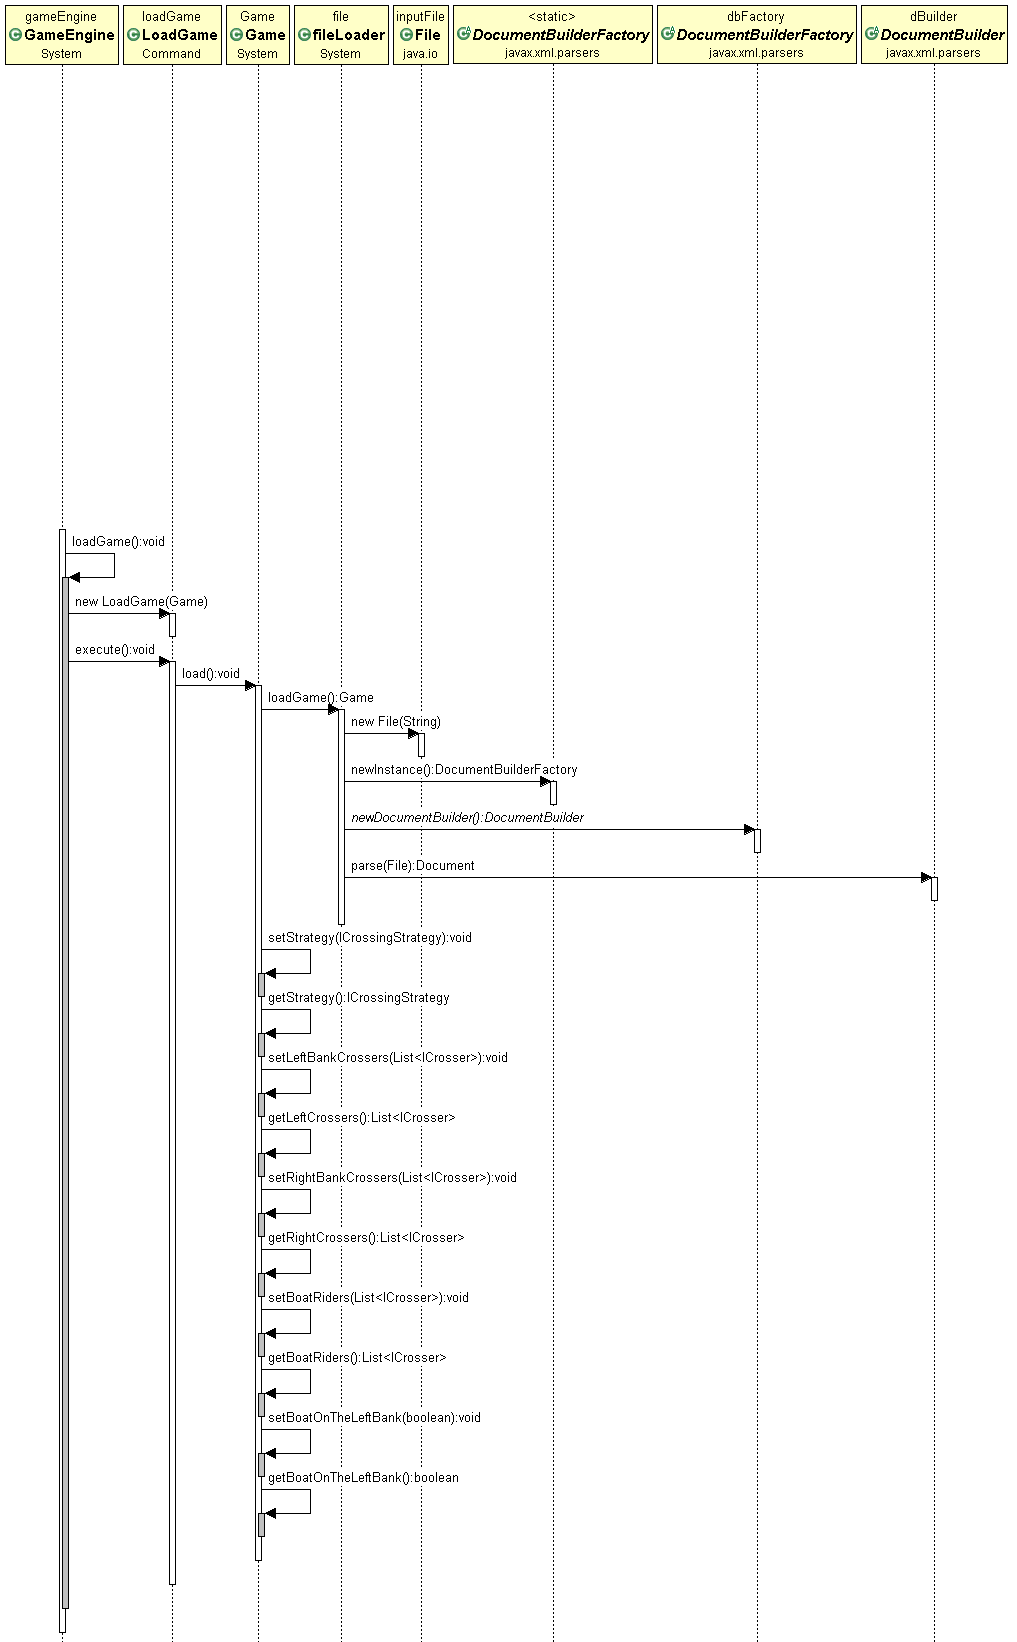 gameEngine
GameEngine
System
loadGame
LoadGame
Command
Game
Game
System
file
fileLoader
System
inputFile
File
java.io
<static>
DocumentBuilderFactory
javax.xml.parsers
dbFactory
DocumentBuilderFactory
javax.xml.parsers
dBuilder
DocumentBuilder
javax.xml.parsers
loadGame():void
new LoadGame(Game)
execute():void
load():void
loadGame():Game
new File(String)
newInstance():DocumentBuilderFactory
newDocumentBuilder():DocumentBuilder
parse(File):Document
setStrategy(ICrossingStrategy):void
getStrategy():ICrossingStrategy
setLeftBankCrossers(List<ICrosser>):void
getLeftCrossers():List<ICrosser>
setRightBankCrossers(List<ICrosser>):void
getRightCrossers():List<ICrosser>
setBoatRiders(List<ICrosser>):void
getBoatRiders():List<ICrosser>
setBoatOnTheLeftBank(boolean):void
getBoatOnTheLeftBank():boolean